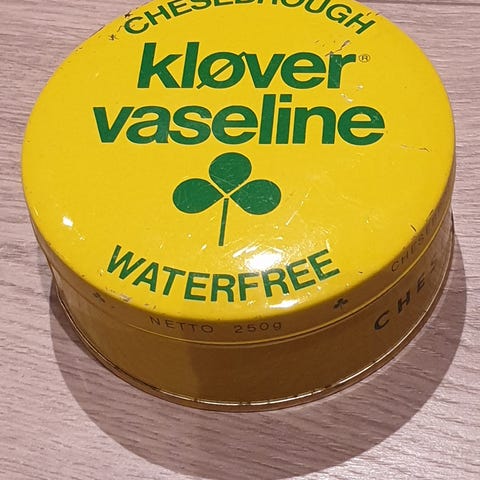 CHESEBROUGH
kløver®
vaseline
WATERFREE
NETTO 250g